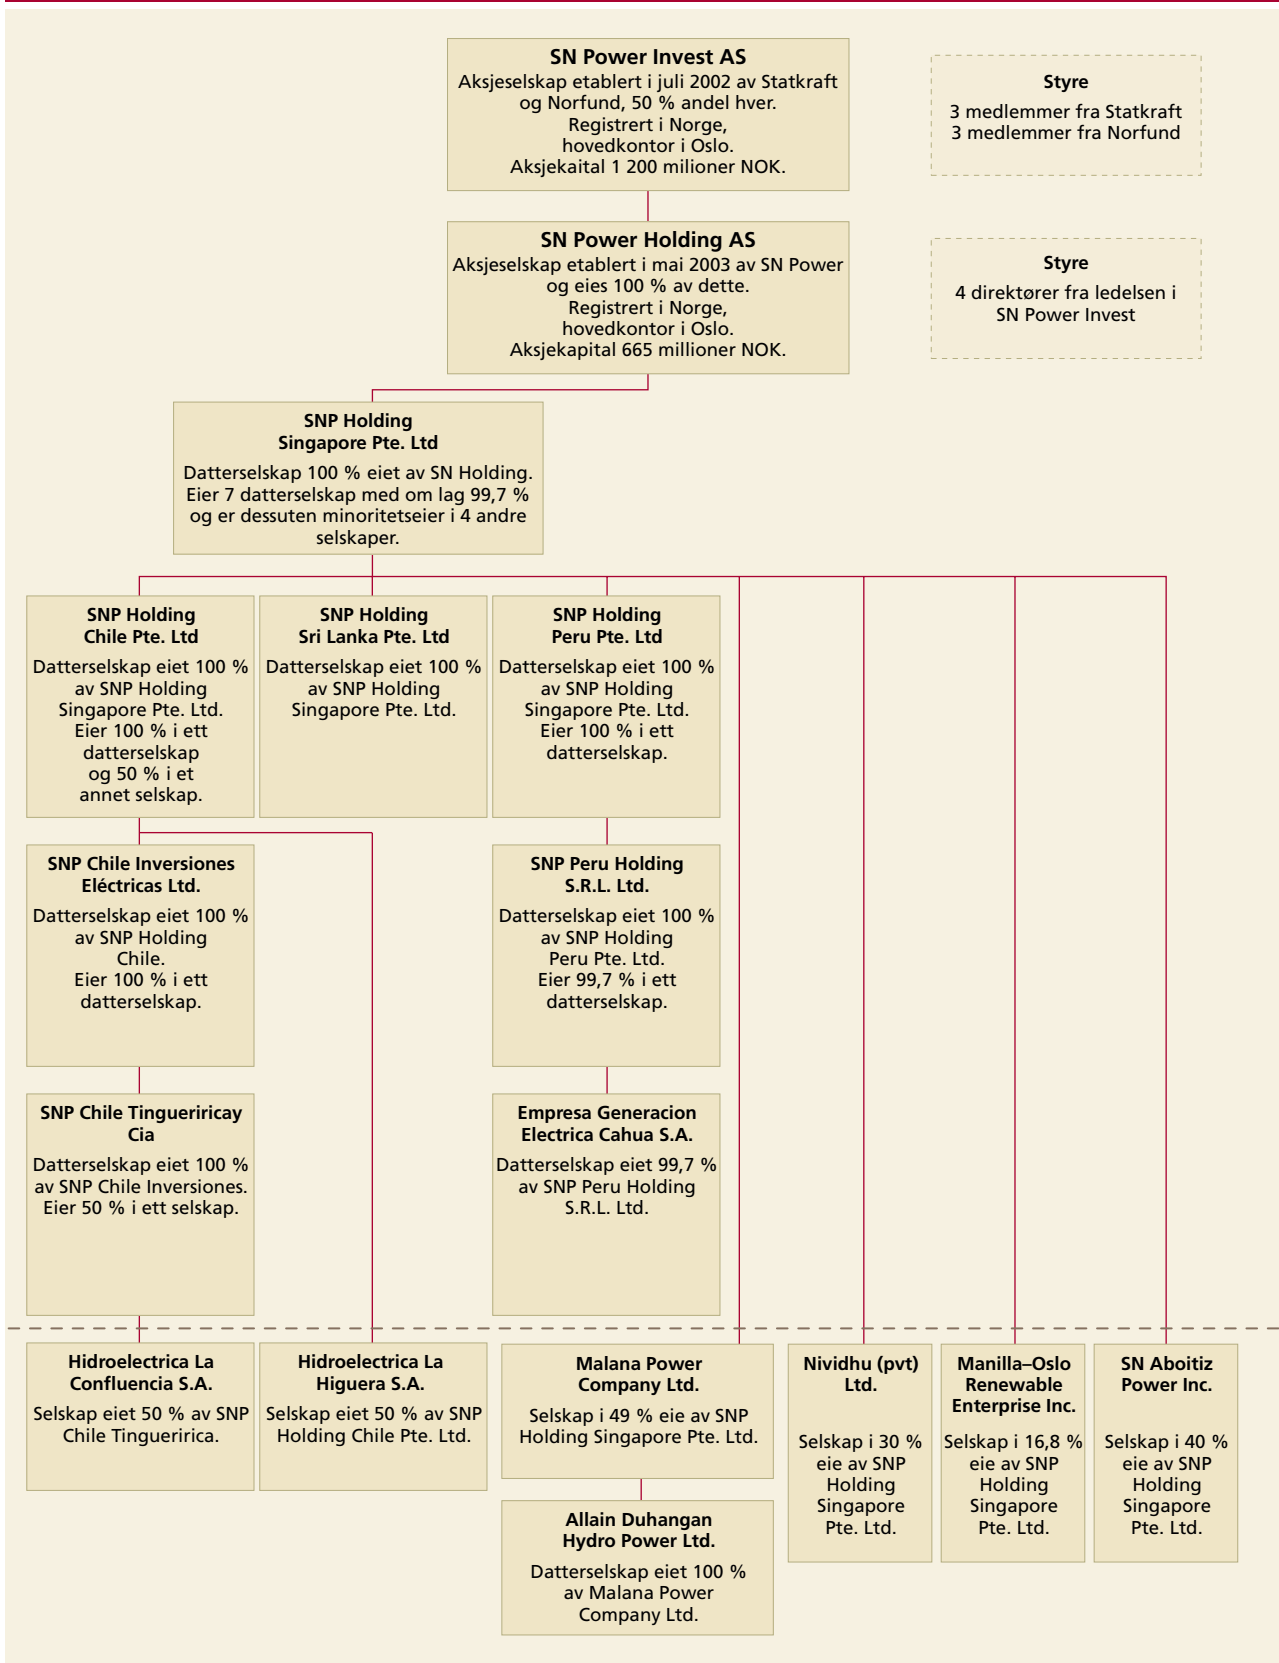 SN Power Invest AS
Aksjeselskap etablert i juli 2002 av Statkraft
og Norfund, 50 % andel hver.
Registrert i Norge,
hovedkontor i Oslo.
Aksjekaital 1 200 milioner NOK.
Styre
3 medlemmer fra Statkraft
3 medlemmer fra Norfund
SN Power Holding AS
Aksjeselskap etablert i mai 2003 av SN Power
og eies 100 % av dette.
Registrert i Norge,
hovedkontor i Oslo.
Aksjekapital 665 millioner NOK.
Styre
4 direktører fra ledelsen i
SN Power Invest
SNP Holding
Singapore Pte. Ltd
Datterselskap 100 % eiet av SN Holding.
Eier 7 datterselskap med om lag 99,7 %
og er dessuten minoritetseier i 4 andre
selskaper.
SNP Holding
Chile Pte. Ltd
Datterselskap eiet 100 %
av SNP Holding
Singapore Pte. Ltd.
Eier 100 % i ett
datterselskap
og 50 % i et
annet selskap.
SNP Holding
Sri Lanka Pte. Ltd
Datterselskap eiet 100 %
av SNP Holding
Singapore Pte. Ltd.
SNP Holding
Peru Pte. Ltd
Datterselskap eiet 100 %
av SNP Holding
Singapore Pte. Ltd.
Eier 100 % i ett
datterselskap.
SNP Chile Inversiones
Eléctricas Ltd.
Datterselskap eiet 100 %
av SNP Holding
Chile.
Eier 100 % i ett
datterselskap.
SNP Peru Holding
S.R.L. Ltd.
Datterselskap eiet 100 %
av SNP Holding
Peru Pte. Ltd.
Eier 99,7 % i ett
datterselskap.
SNP Chile Tingueriricay
Cia
Datterselskap eiet 100 %
av SNP Chile Inversiones.
Eier 50 % i ett selskap.
Empresa Generacion
Electrica Cahua S.A.
Datterselskap eiet 99,7 %
av SNP Peru Holding
S.R.L. Ltd.
Hidroelectrica La
Confluencia S.A.
Selskap eiet 50 % av SNP
Chile Tingueririca.
Hidroelectrica La
Higuera S.A.
Selskap eiet 50 % av SNP
Holding Chile Pte. Ltd.
Malana Power
Company Ltd.
Selskap i 49 % eie av SNP
Holding Singapore Pte. Ltd.
Nividhu (pvt)
Ltd.
Selskap i 30 %
eie av SNP
Holding
Singapore
Pte. Ltd.
Manilla–Oslo
Renewable
Enterprise Inc.
Selskap i 16,8 %
eie av SNP
Holding
Singapore
Pte. Ltd.
SN Aboitiz
Power Inc.
Selskap i 40 %
eie av SNP
Holding
Singapore
Pte. Ltd.
Allain Duhangan
Hydro Power Ltd.
Datterselskap eiet 100 %
av Malana Power
Company Ltd.